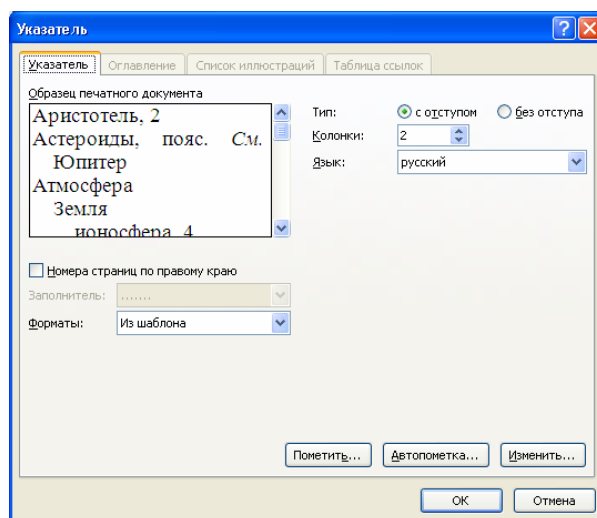 Указатель
Указатель Оглавление Список иллюстраций Таблица ссылок
Образец печатного документа
Аристотель, 2
Астероиды, пояс. См.
Юпитер
Атмосфера
Земля
ионосфера 4
Тип: с отступом без отступа
Колонки: 2
Язык: русский
Номера страниц по правому краю
Заполнитель: .......
Форматы: Из шаблона
Пометить... Автопометка... Изменить...
ОК Отмена